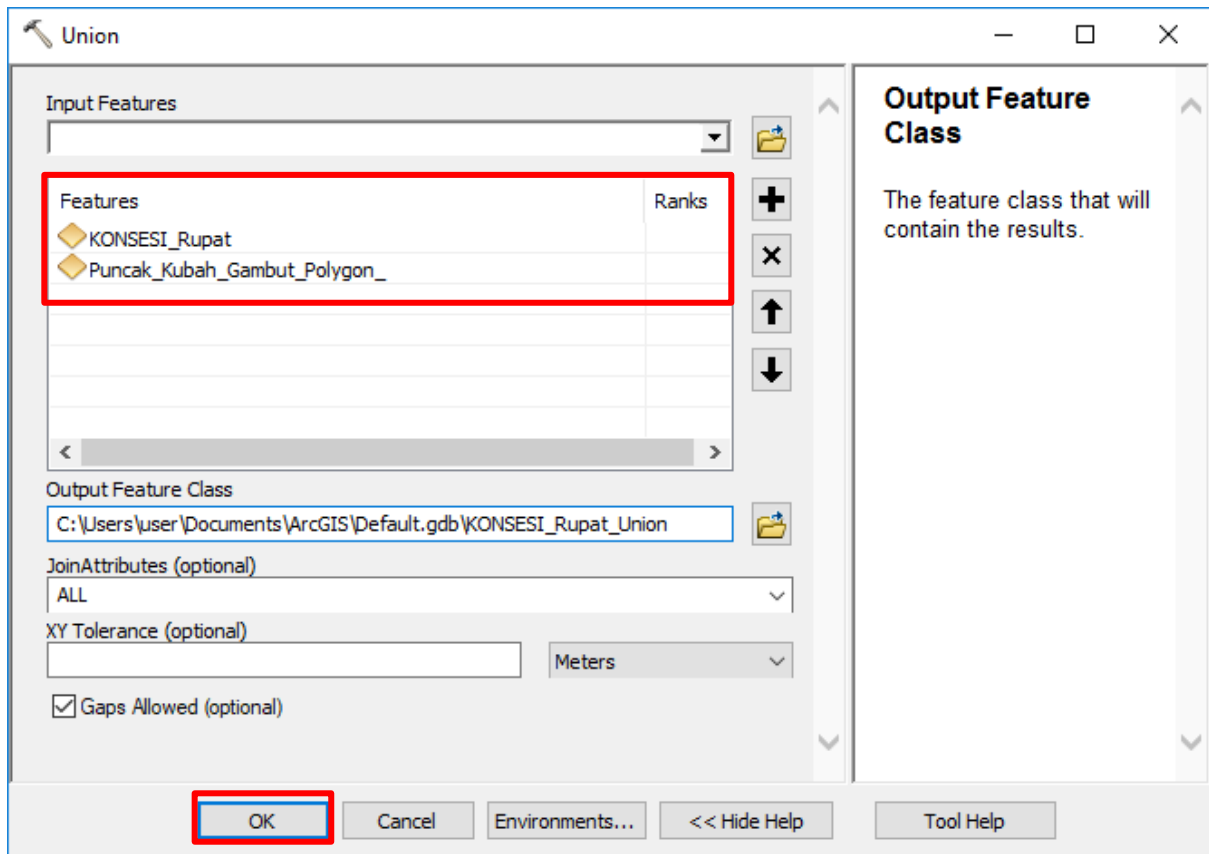 Union
Input Features
Features Ranks
KONSESI_Rupat
Puncak_Kubah_Gambut_Polygon_
Output Feature Class
C:\Users\user\Documents\ArcGIS\Default.gdb\KONSESI_Rupat_Union
JoinAttributes (optional)
ALL
XY Tolerance (optional)
Meters
Gaps Allowed (optional)
Output Feature
Class
The feature class that will
contain the results.
OK Cancel Environments... << Hide Help Tool Help